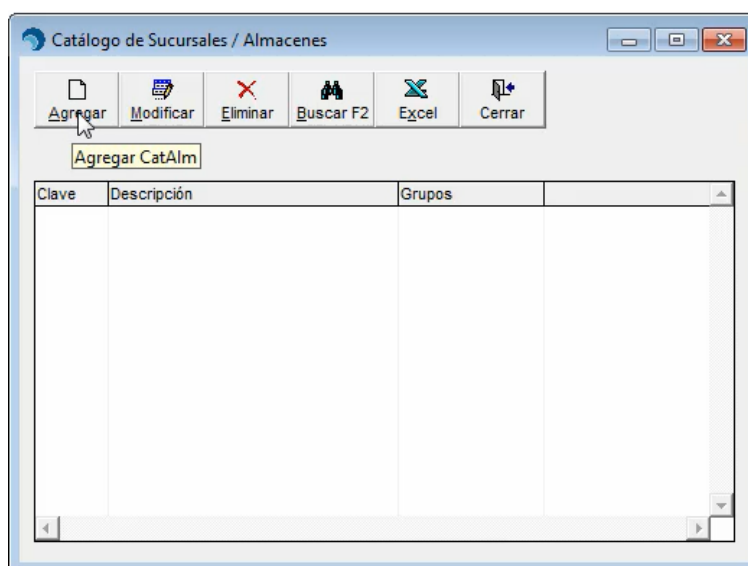 Catálogo de Sucursales / Almacenes
Agregar Modificar Eliminar Buscar F2 Excel Cerrar
Agregar CatAlm
Clave Descripción Grupos